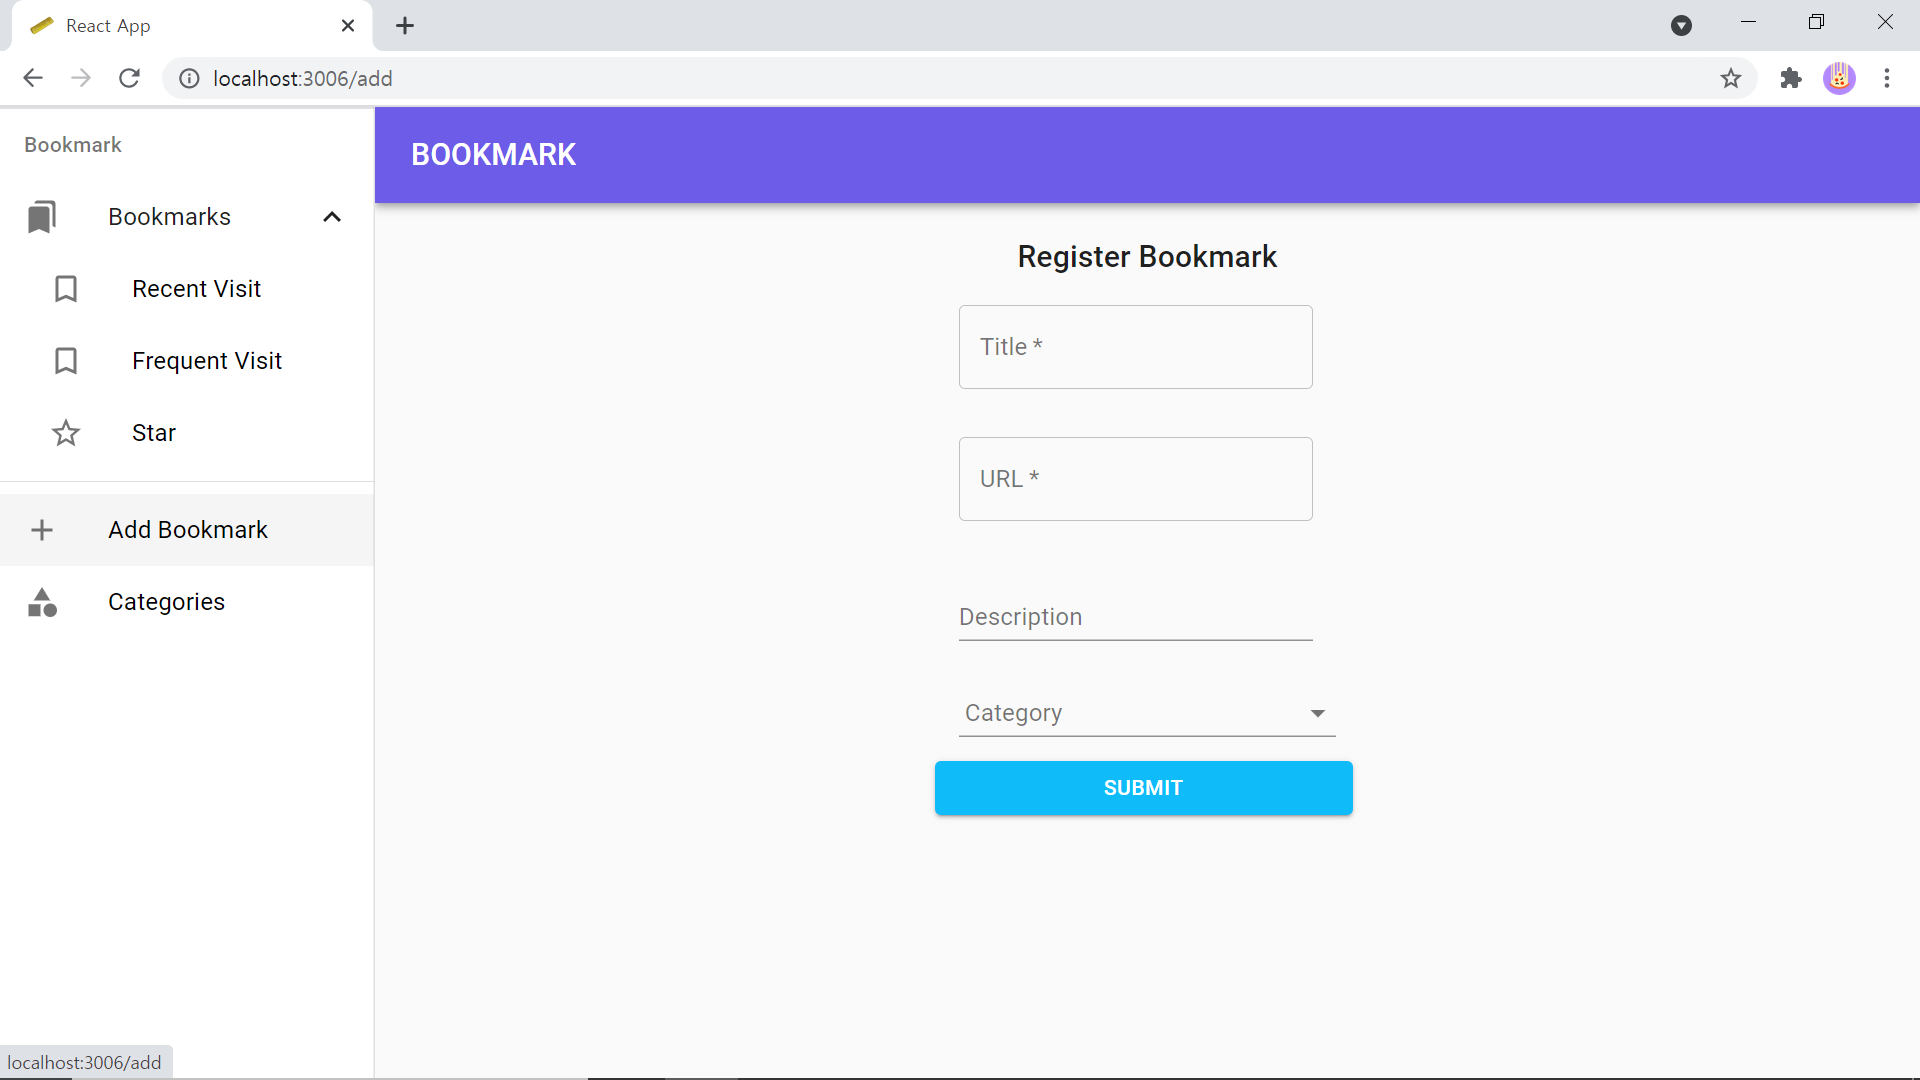 React App
localhost:3006/add
Bookmark
BOOKMARK
Bookmarks
Recent Visit
Frequent Visit
Star
Add Bookmark
Categories
Register Bookmark
Title *
URL *
Description
Category
SUBMIT
localhost:3006/add